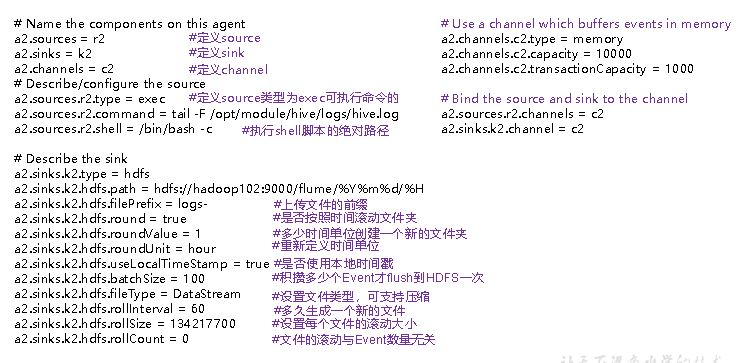 # Name the components on this agent
a2.sources = r2 #定义source
a2.sinks = k2 #定义sink
a2.channels = c2 #定义channel
# Describe/configure the source
a2.sources.r2.type = exec #定义source类型为exec可执行命令的
a2.sources.r2.command = tail -F /opt/module/hive/logs/hive.log
a2.sources.r2.shell = /bin/bash -c #执行shell脚本的绝对路径
# Describe the sink
a2.sinks.k2.type = hdfs
a2.sinks.k2.hdfs.path = hdfs://hadoop102:9000/flume/%Y%m%d/%H
a2.sinks.k2.hdfs.filePrefix = logs- #上传文件的前缀
a2.sinks.k2.hdfs.round = true #是否按照时间滚动文件夹
a2.sinks.k2.hdfs.roundValue = 1 #多少时间单位创建一个新的文件夹
a2.sinks.k2.hdfs.roundUnit = hour #重新定义时间单位
a2.sinks.k2.hdfs.useLocalTimeStamp = true #是否使用本地时间戳
a2.sinks.k2.hdfs.batchSize = 100 #积攒多少个Event才flush到HDFS一次
a2.sinks.k2.hdfs.fileType = DataStream #设置文件类型，可支持压缩
a2.sinks.k2.hdfs.rollInterval = 60 #多久生成一个新的文件
a2.sinks.k2.hdfs.rollSize = 134217700 #设置每个文件的滚动大小
a2.sinks.k2.hdfs.rollCount = 0 #文件的滚动与Event数量无关
# Use a channel which buffers events in memory
a2.channels.c2.type = memory
a2.channels.c2.capacity = 10000
a2.channels.c2.transactionCapacity = 1000
# Bind the source and sink to the channel
a2.sources.r2.channels = c2
a2.sinks.k2.channel = c2